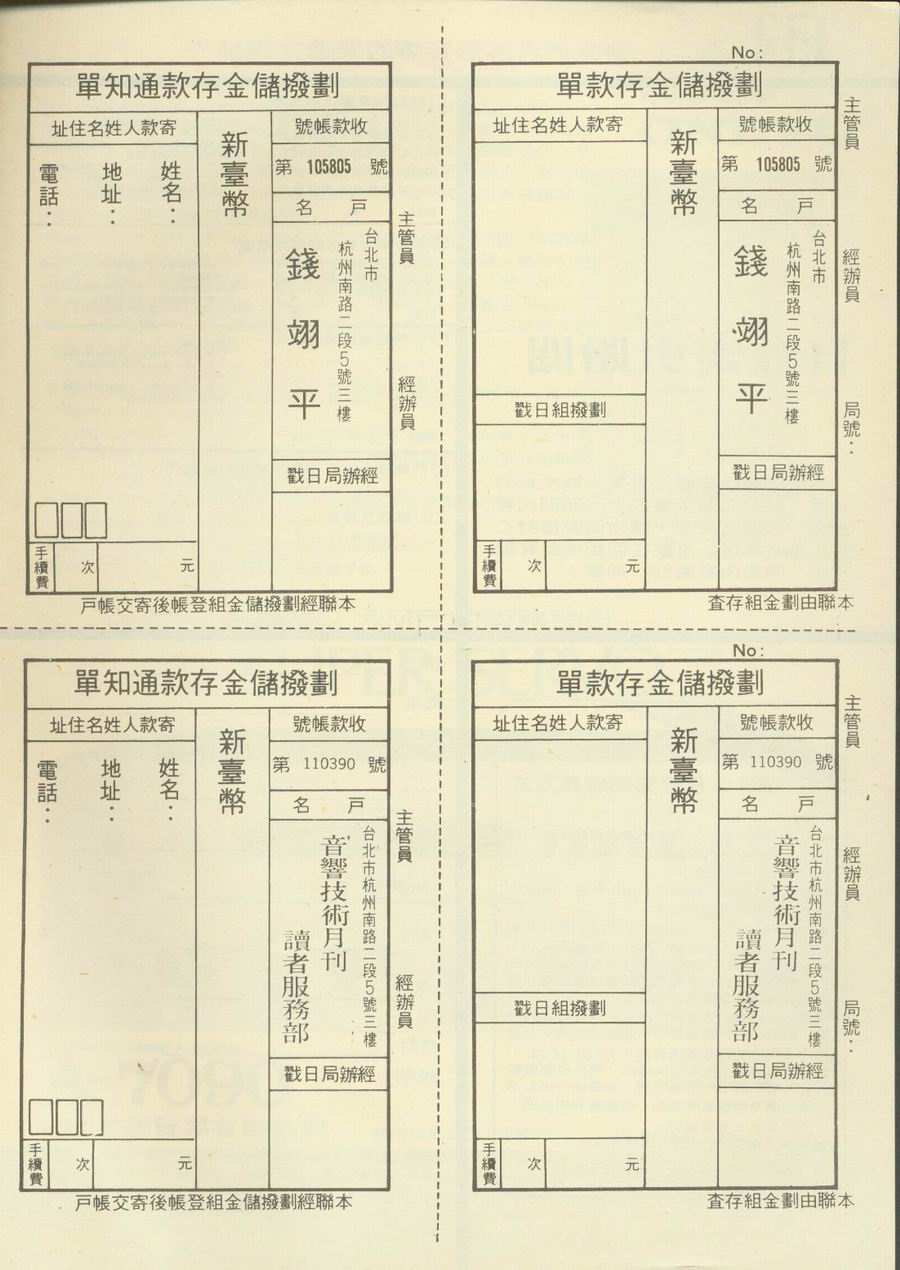 劃撥儲金存款通知單
收款帳號
第 105805 號
戶名
台北市
杭州南路二段5號三樓
錢翊平
經辦局日戳
新臺幣
寄款人姓名住址
姓名：
地址：
電話：
元
次
手續費
主管員
經辦員
本聯經劃撥儲金組登帳後寄交帳戶
No:
劃撥儲金存款單
收款帳號
第 105805 號
戶名
台北市
杭州南路二段5號三樓
錢翊平
經辦局日戳
新臺幣
寄款人姓名住址
劃撥組日戳
元
次
手續費
主管員
經辦員
局號：
本聯由劃金組存査
劃撥儲金存款通知單
收款帳號
第 110390 號
戶名
台北市杭州南路二段5號三樓
音響技術月刊
讀者服務部
經辦局日戳
新臺幣
寄款人姓名住址
姓名：
地址：
電話：
元
次
手續費
主管員
經辦員
本聯經劃撥儲金組登帳後寄交帳戶
No:
劃撥儲金存款單
收款帳號
第 110390 號
戶名
台北市杭州南路二段5號三樓
音響技術月刊
讀者服務部
經辦局日戳
新臺幣
寄款人姓名住址
劃撥組日戳
元
次
手續費
主管員
經辦員
局號：
本聯由劃金組存査